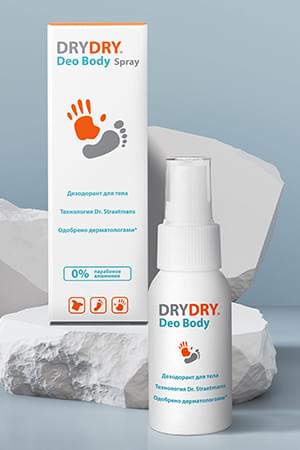 DRYDRY®
Deo Body Spray
Дезодорант для тела
Технология Dr. Straetmans
Одобрено дерматологами*
0% парабенов
алюминия
DRYDRY®
Deo Body
Дезодорант для тела
Технология Dr. Straetmans
Одобрено дерматологами*